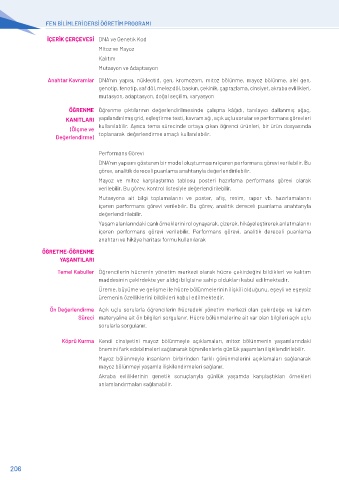 FEN BİLİMLERİ DERSİ ÖĞRETİM PROGRAMI
İÇERİK ÇERÇEVESİ DNA ve Genetik Kod
Mitoz ve Mayoz
Kalıtım
Mutasyon ve Adaptasyon
Anahtar Kavramlar DNA'nın yapısı, nükleotid, gen, kromozom, mitoz bölünme, mayoz bölünme, alel gen,
genotip, fenotip, saf döl, melez döl, baskın, çekinik, çaprazlama, cinsiyet, akraba evlilikleri,
mutasyon, adaptasyon, doğal seçilim, varyasyon
ÖĞRENME KANITLARI (Ölçme ve Değerlendirme)
Öğrenme çıktılarının değerlendirilmesinde çalışma kâğıdı, tanılayıcı dallanmış ağaç,
yapılandırılmış grid, eşleştirme testi, kavram ağı, açık uçlu sorular ve performans görevleri
kullanılabilir. Ayrıca tema sürecinde ortaya çıkan öğrenci ürünleri, bir ürün dosyasında
toplanarak değerlendirme amaçlı kullanılabilir.
Performans Görevi
DNA'nın yapısını gösteren bir model oluşturmasını içeren performans görevi verilebilir. Bu
görev, analitik dereceli puanlama anahtarıyla değerlendirilebilir.
Mayoz ve mitoz karşılaştırma tablosu posteri hazırlama performans görevi olarak
verilebilir. Bu görev, kontrol listesiyle değerlendirilebilir.
Mutasyona ait bilgi toplamalarını ve poster, afiş, resim, rapor vb. hazırlamalarını
içeren performans görevi verilebilir. Bu görev, analitik dereceli puanlama anahtarıyla
değerlendirilebilir.
Yaşam alanlarındaki canlı örneklerini rol oynayarak, çizerek, hikâyeleştirerek anlatmalarını
içeren performans görevi verilebilir. Performans görevi, analitik dereceli puanlama
anahtarı ve hikâye haritası formu kullanılarak
ÖĞRETME-ÖĞRENME
YAŞANTILARI
Temel Kabuller Öğrencilerin hücrenin yönetim merkezi olarak hücre çekirdeğini bildikleri ve kalıtım
maddesinin çekirdekte yer aldığı bilgisine sahip oldukları kabul edilmektedir.
Üreme, büyüme ve gelişme ile hücre bölünmelerinin ilişkili olduğunu, eşeyli ve eşeysiz
üremenin özelliklerini bildikleri kabul edilmektedir.
Ön Değerlendirme Süreci
Açık uçlu sorularla öğrencilerin hücredeki yönetim merkezi olan çekirdeğe ve kalıtım
materyaline ait ön bilgileri sorgulanır. Hücre bölünmelerine ait var olan bilgileri açık uçlu
sorularla sorgulanır.
Köprü Kurma Kendi cinsiyetini mayoz bölünmeyle açıklamaları, mitoz bölünmenin yaşamlarındaki
önemini fark edebilmeleri sağlanarak öğrenilenlerle günlük yaşamları ilişkilendirilebilir.
Mayoz bölünmeyle insanların birbirinden farklı görünmelerini açıklamaları sağlanarak
mayoz bölünmeyi yaşamla ilişkilendirmeleri sağlanır.
Akraba evliliklerinin genetik sonuçlarıyla günlük yaşamda karşılaştıkları örnekleri
anlamlandırmaları sağlanabilir.
206